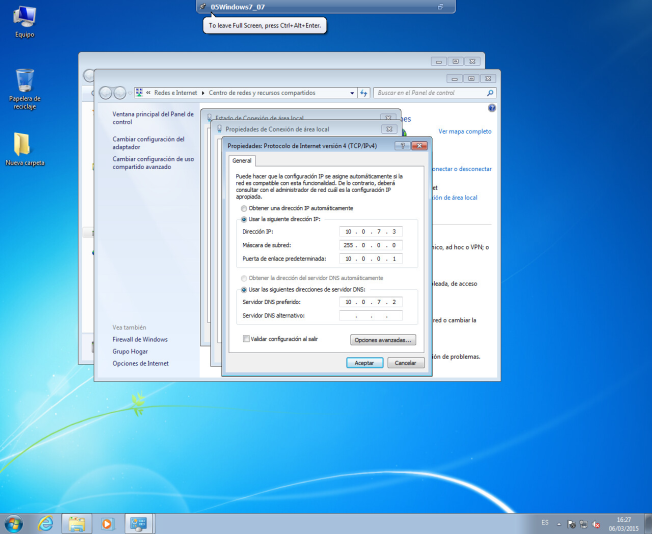 05Windows7_07
To leave Full Screen, press Ctrl+Alt+Enter.
Equipo
Papelera de
reciclaje
Nueva carpeta
« Redes e Internet ▸ Centro de redes y recursos compartidos
Buscar en el Panel de control
Ventana principal del Panel de
control
Cambiar configuración del
adaptador
Cambiar configuración de uso
compartido avanzado
Vea también
Firewall de Windows
Grupo Hogar
Opciones de Internet
Ver mapa completo
onectar o desconectar
et
ión de área local
nico, ad hoc o VPN; o
leada, de acceso
red o cambiar la
ión de problemas.
Estado de Conexión de área local
Propiedades de Conexión de área local
Propiedades: Protocolo de Internet versión 4 (TCP/IPv4)
General
Puede hacer que la configuración IP se asigne automáticamente si la
red es compatible con esta funcionalidad. De lo contrario, deberá
consultar con el administrador de red cuál es la configuración IP
apropiada.
Obtener una dirección IP automáticamente
Usar la siguiente dirección IP:
Dirección IP: 10 . 0 . 7 . 3
Máscara de subred: 255 . 0 . 0 . 0
Puerta de enlace predeterminada: 10 . 0 . 0 . 1
Obtener la dirección del servidor DNS automáticamente
Usar las siguientes direcciones de servidor DNS:
Servidor DNS preferido: 10 . 0 . 7 . 2
Servidor DNS alternativo: . . .
Validar configuración al salir
Opciones avanzadas...
Aceptar
Cancelar
ES
16:27
06/03/2015